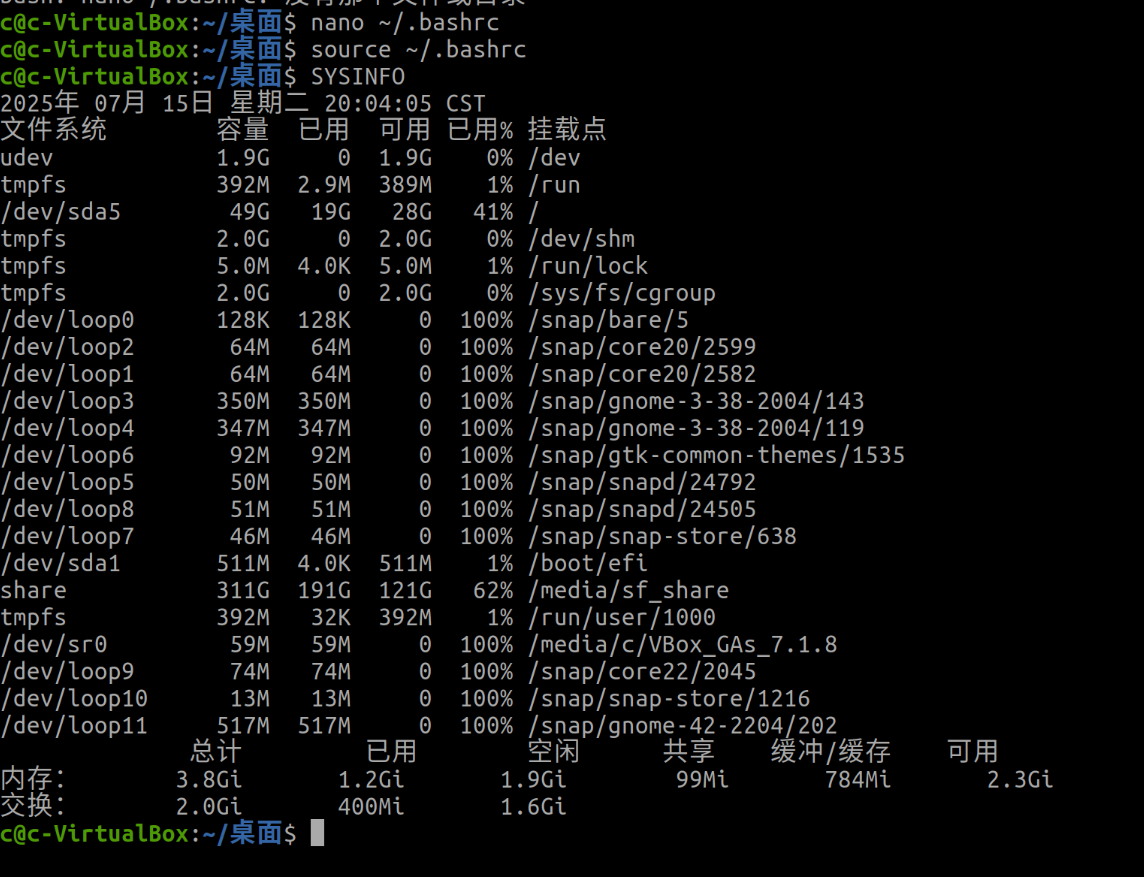 bash: nano ~/.bashrc: 没有那个文件或目录
c@c-VirtualBox:~/桌面$ nano ~/.bashrc
c@c-VirtualBox:~/桌面$ source ~/.bashrc
c@c-VirtualBox:~/桌面$ SYSINFO
2025年 07月 15日 星期二 20:04:05 CST
文件系统 容量 已用 可用 已用% 挂载点
udev 1.9G 0 1.9G 0% /dev
tmpfs 392M 2.9M 389M 1% /run
/dev/sda5 49G 19G 28G 41% /
tmpfs 2.0G 0 2.0G 0% /dev/shm
tmpfs 5.0M 4.0K 5.0M 1% /run/lock
tmpfs 2.0G 0 2.0G 0% /sys/fs/cgroup
/dev/loop0 128K 128K 0 100% /snap/bare/5
/dev/loop2 64M 64M 0 100% /snap/core20/2599
/dev/loop1 64M 64M 0 100% /snap/core20/2582
/dev/loop3 350M 350M 0 100% /snap/gnome-3-38-2004/143
/dev/loop4 347M 347M 0 100% /snap/gnome-3-38-2004/119
/dev/loop6 92M 92M 0 100% /snap/gtk-common-themes/1535
/dev/loop5 50M 50M 0 100% /snap/snapd/24792
/dev/loop8 51M 51M 0 100% /snap/snapd/24505
/dev/loop7 46M 46M 0 100% /snap/snap-store/638
/dev/sda1 511M 4.0K 511M 1% /boot/efi
share 311G 191G 121G 62% /media/sf_share
tmpfs 392M 32K 392M 1% /run/user/1000
/dev/sr0 59M 59M 0 100% /media/c/VBox_GAs_7.1.8
/dev/loop9 74M 74M 0 100% /snap/core22/2045
/dev/loop10 13M 13M 0 100% /snap/snap-store/1216
/dev/loop11 517M 517M 0 100% /snap/gnome-42-2204/202
总计 已用 空闲 共享 缓冲/缓存 可用
内存: 3.8Gi 1.2Gi 1.9Gi 99Mi 784Mi 2.3Gi
交换: 2.0Gi 400Mi 1.6Gi
c@c-VirtualBox:~/桌面$